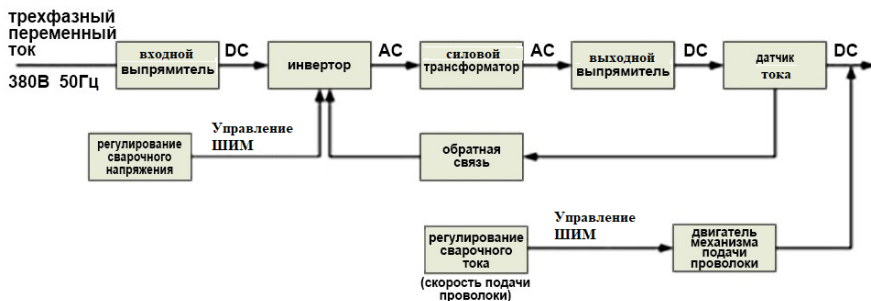 трехфазный
переменный
ток
380В 50Гц
входной
выпрямитель
DC
инвертор
AC
силовой
трансформатор
AC
выходной
выпрямитель
DC
датчик
тока
DC
регулирование
сварочного
напряжения
Управление
ШИМ
обратная
связь
регулирование
сварочного
тока
(скорость подачи
проволоки)
Управление
ШИМ
двигатель
механизма
подачи
проволоки